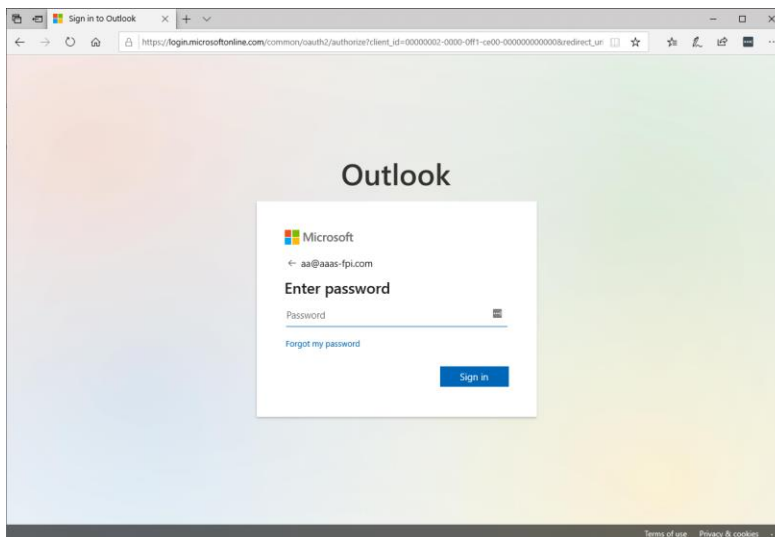 Sign in to Outlook
https://login.microsoftonline.com/common/oauth2/authorize?client_id=00000002-0000-0ff1-ce00-000000000000&redirect_ur
Outlook
Microsoft
← aa@aaas-fpi.com
Enter password
Password
Forgot my password
Sign in
Terms of use Privacy & cookies